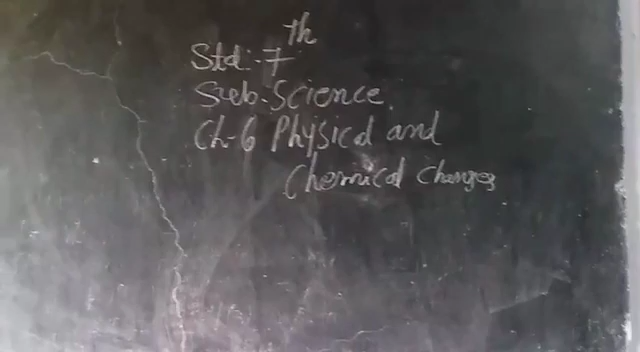 Std:-7th
Sub-Science.
Ch-6 Physical and
Chemical Changes